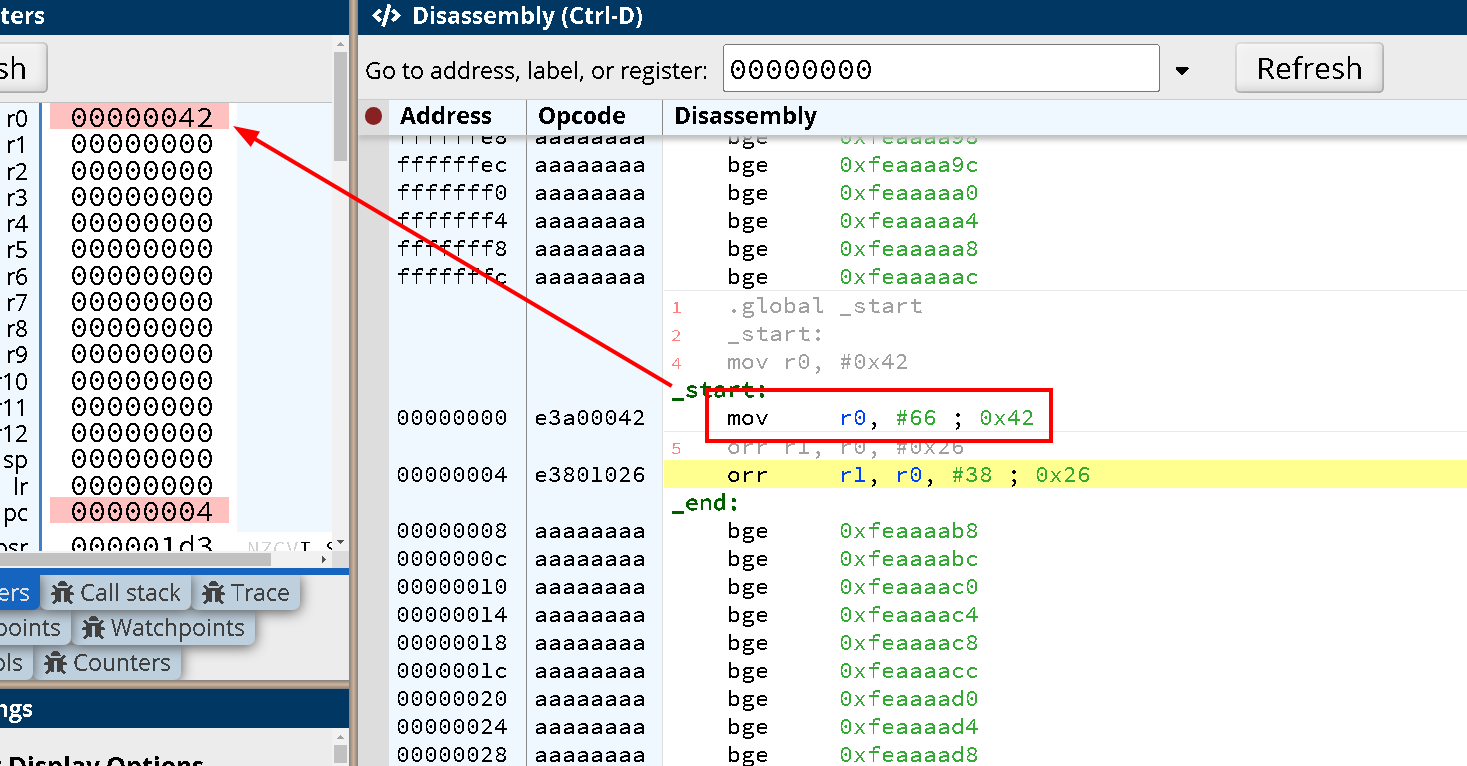 ters
sh
r0 00000042
r1 00000000
r2 00000000
r3 00000000
r4 00000000
r5 00000000
r6 00000000
r7 00000000
r8 00000000
r9 00000000
r10 00000000
r11 00000000
r12 00000000
sp 00000000
lr 00000000
pc 00000004
psr 000001d3 NZCVI S
ers Call stack Trace
points Watchpoints
ols Counters
ngs
Display Options
</> Disassembly (Ctrl-D)
Go to address, label, or register: 00000000 Refresh
Address Opcode Disassembly
ffffffe8 aaaaaaaa bge 0xfeaaaa98
ffffffec aaaaaaaa bge 0xfeaaaa9c
fffffff0 aaaaaaaa bge 0xfeaaaaa0
fffffff4 aaaaaaaa bge 0xfeaaaaa4
fffffff8 aaaaaaaa bge 0xfeaaaaa8
fffffffc aaaaaaaa bge 0xfeaaaaac
1 .global _start
2 _start:
4 mov r0, #0x42
_start:
00000000 e3a00042 mov r0, #66 ; 0x42
5 orr r1, r0, #0x26
00000004 e3801026 orr r1, r0, #38 ; 0x26
_end:
00000008 aaaaaaaa bge 0xfeaaaab8
0000000c aaaaaaaa bge 0xfeaaaabc
00000010 aaaaaaaa bge 0xfeaaaac0
00000014 aaaaaaaa bge 0xfeaaaac4
00000018 aaaaaaaa bge 0xfeaaaac8
0000001c aaaaaaaa bge 0xfeaaaacc
00000020 aaaaaaaa bge 0xfeaaaad0
00000024 aaaaaaaa bge 0xfeaaaad4
00000028 aaaaaaaa bge 0xfeaaaad8